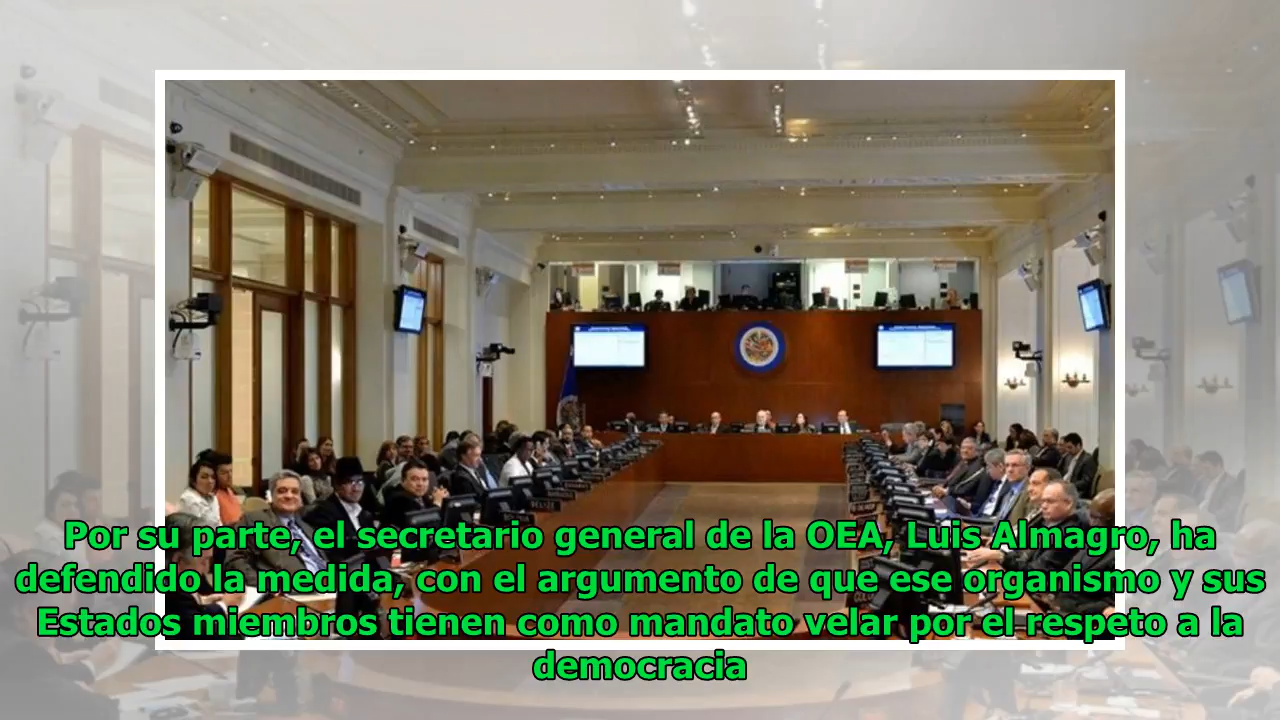 Por su parte, el secretario general de la OEA, Luis Almagro, ha
defendido la medida, con el argumento de que ese organismo y sus
Estados miembros tienen como mandato velar por el respeto a la
democracia